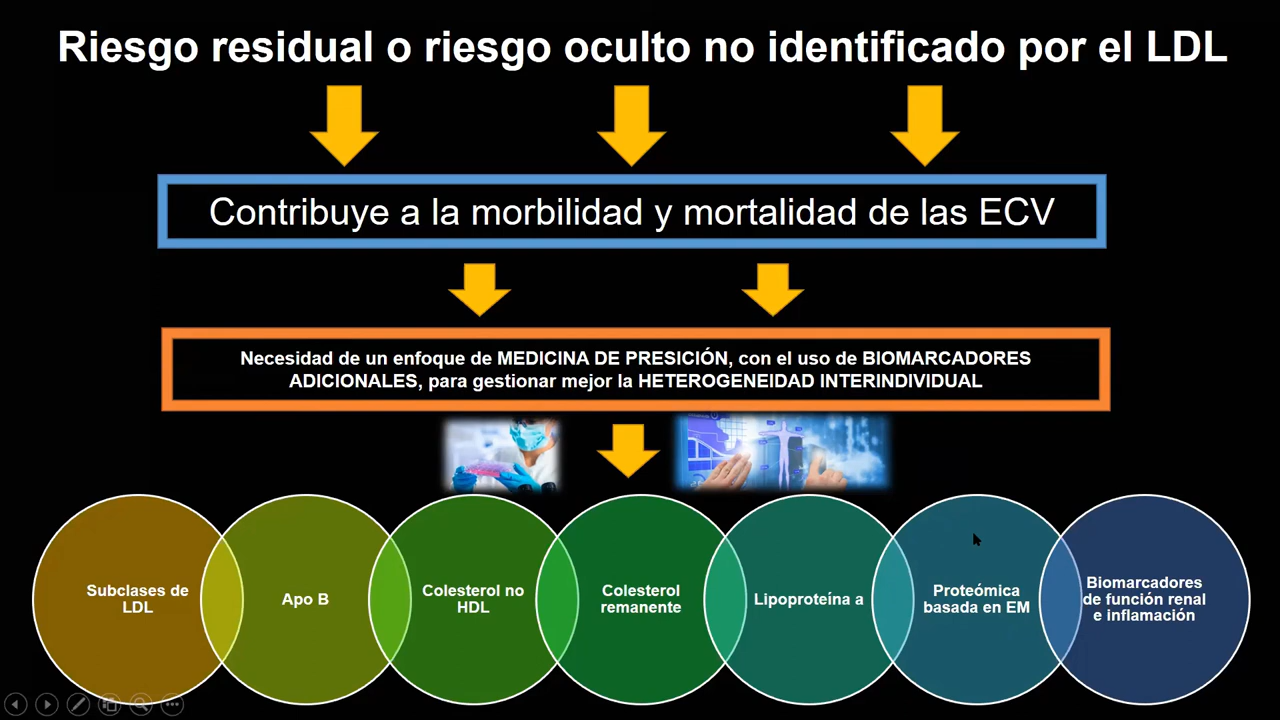 Riesgo residual o riesgo oculto no identificado por el LDL
Contribuye a la morbilidad y mortalidad de las ECV
Necesidad de un enfoque de MEDICINA DE PRESICIÓN, con el uso de BIOMARCADORES
ADICIONALES, para gestionar mejor la HETEROGENEIDAD INTERINDIVIDUAL
Subclases de
LDL
Apo B
Colesterol no
HDL
Colesterol
remanente
Lipoproteína a
Proteómica
basada en EM
Biomarcadores
de función renal
e inflamación